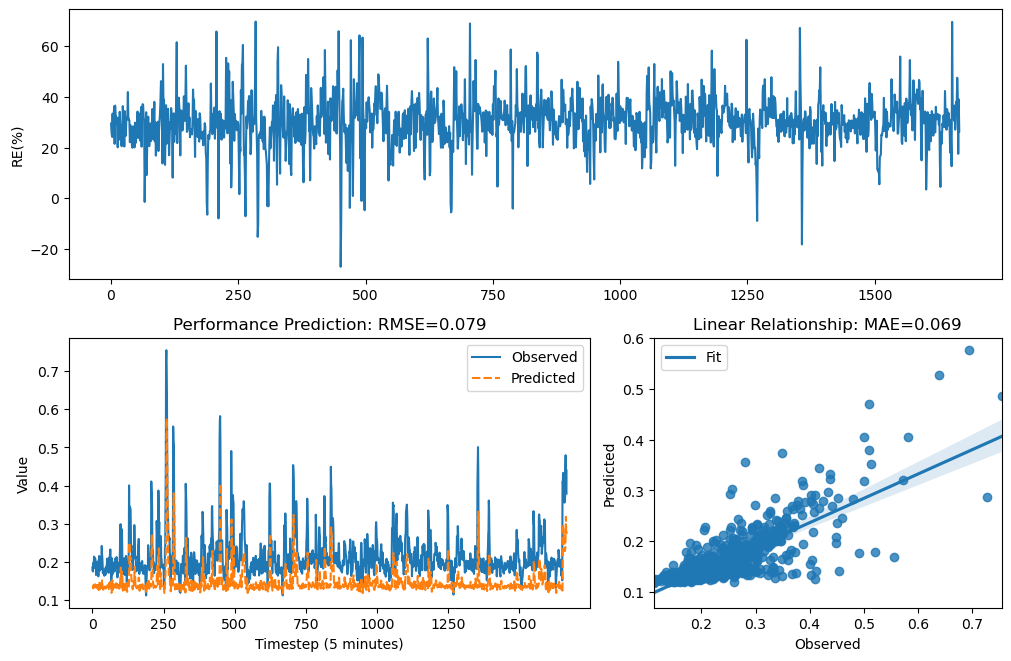 60
40
20
0
−20
RE(%)
0 250 500 750 1000 1250 1500
Performance Prediction: RMSE=0.079
Observed
Predicted
0.7
0.6
0.5
0.4
0.3
0.2
0.1
Value
0 250 500 750 1000 1250 1500
Timestep (5 minutes)
Linear Relationship: MAE=0.069
Fit
0.6
0.5
0.4
0.3
0.2
0.1
Predicted
0.2 0.3 0.4 0.5 0.6 0.7
Observed